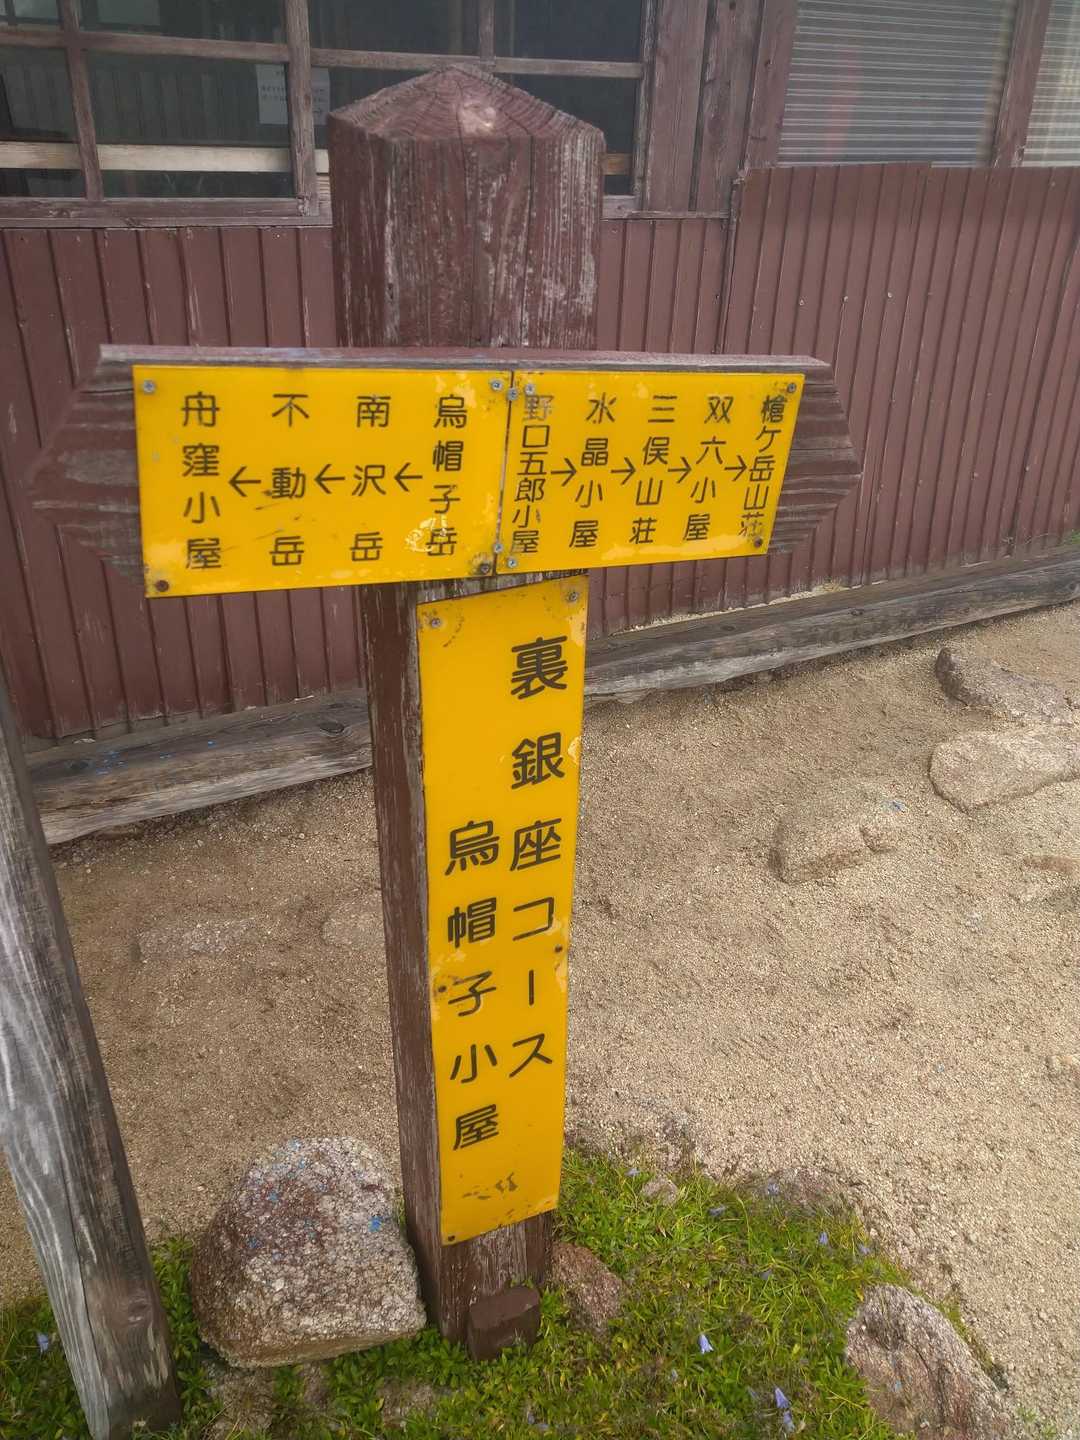 舟窪小屋←不動岳←南沢岳←烏帽子岳
野口五郎小屋→水晶小屋→三俣山荘→双六小屋→槍ケ岳山荘
裏銀座コース
烏帽子小屋